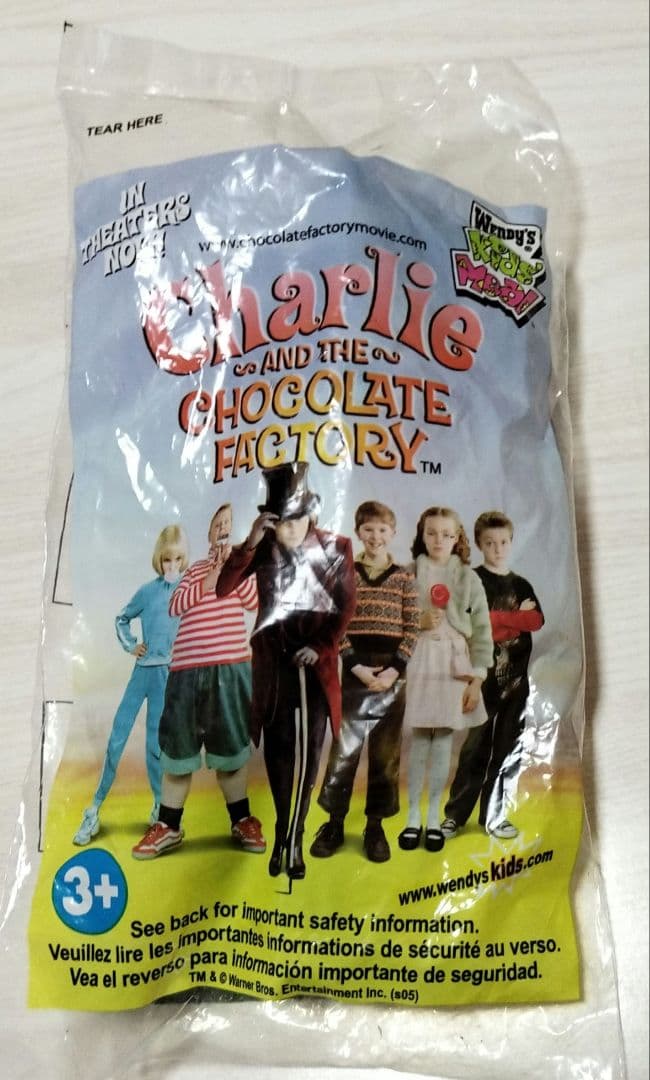 TEAR HERE
IN
THEATERS
NOW!
www.chocolatefactorymovie.com
WENDY'S
Kids'
Meal
Charlie
AND THE
CHOCOLATE
FACTORY™
3+
www.wendyskids.com
See back for important safety information.
Veuillez lire les importantes informations de sécurité au verso.
Vea el reverso para información importante de seguridad.
TM & © Warner Bros. Entertainment Inc. (s05)